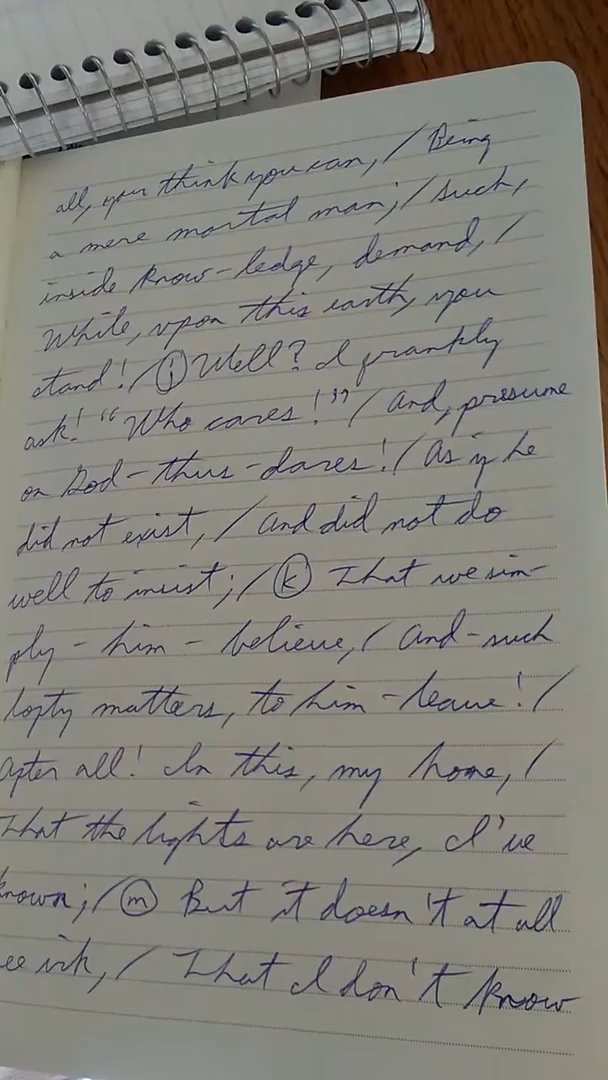 all, you think you can, / Being
a mere mortal man; / such,
inside know-ledge, demand, /
While, upon this earth, you
stand! / (j) Well? I frankly
ask! "Who cares!" / And, presume
on God-thus-dares! / As if he
did not exist, / And did not do
well to insist; / (k) That we sim-
ply-him-believe, / And-such
lofty matters, to him-leave! /
After all! In this, my home, /
That the lights are here, I've
known; / (m) But it doesn't at all
irk, / That I don't know